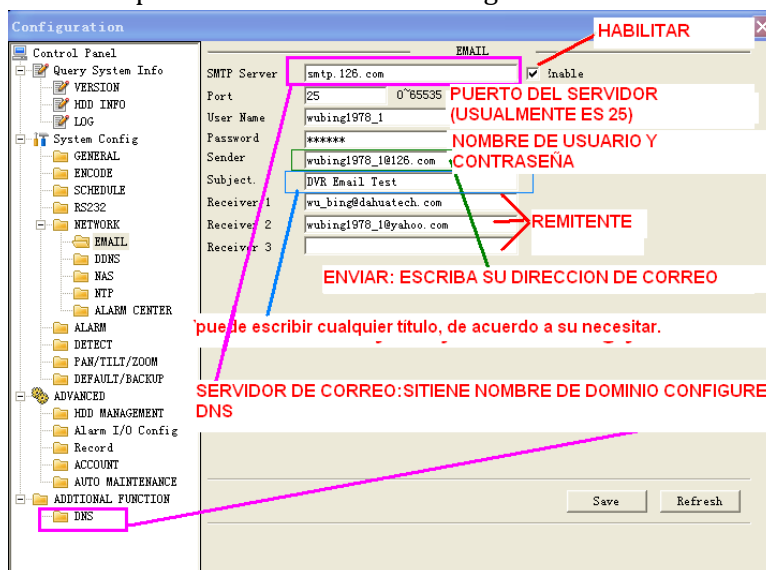 Configuration
HABILITAR
Control Panel
EMAIL
Query System Info
SMTP Server
smtp.126.com
Inable
VERSION
Port
25
0~65535
PUERTO DEL SERVIDOR
(USUALMENTE ES 25)
HDD INFO
User Name
wubing1978_1
LOG
Password
******
NOMBRE DE USUARIO Y
CONTRASEÑA
System Config
GENERAL
Sender
wubing1978_1@126.com
ENCODE
Subject.
DVR Email Test
SCHEDULE
Receiver 1
wu_bing@dahuatech.com
RS232
NETWORK
Receiver 2
wubing1978_1@yahoo.com
REMITENTE
EMAIL
Receiver 3
DDNS
NAS
ENVIAR: ESCRIBA SU DIRECCION DE CORREO
NTP
ALARM CENTER
ALARM
puede escribir cualquier título, de acuerdo a su necesitar.
DETECT
PAN/TILT/ZOOM
DEFAULT/BACKUP
ADVANCED
SERVIDOR DE CORREO:SITIENE NOMBRE DE DOMINIO CONFIGURE
DNS
HDD MANAGEMENT
Alarm I/O Config
Record
ACCOUNT
AUTO MAINTENANCE
ADDTIONAL FUNCTION
Save
Refresh
DNS